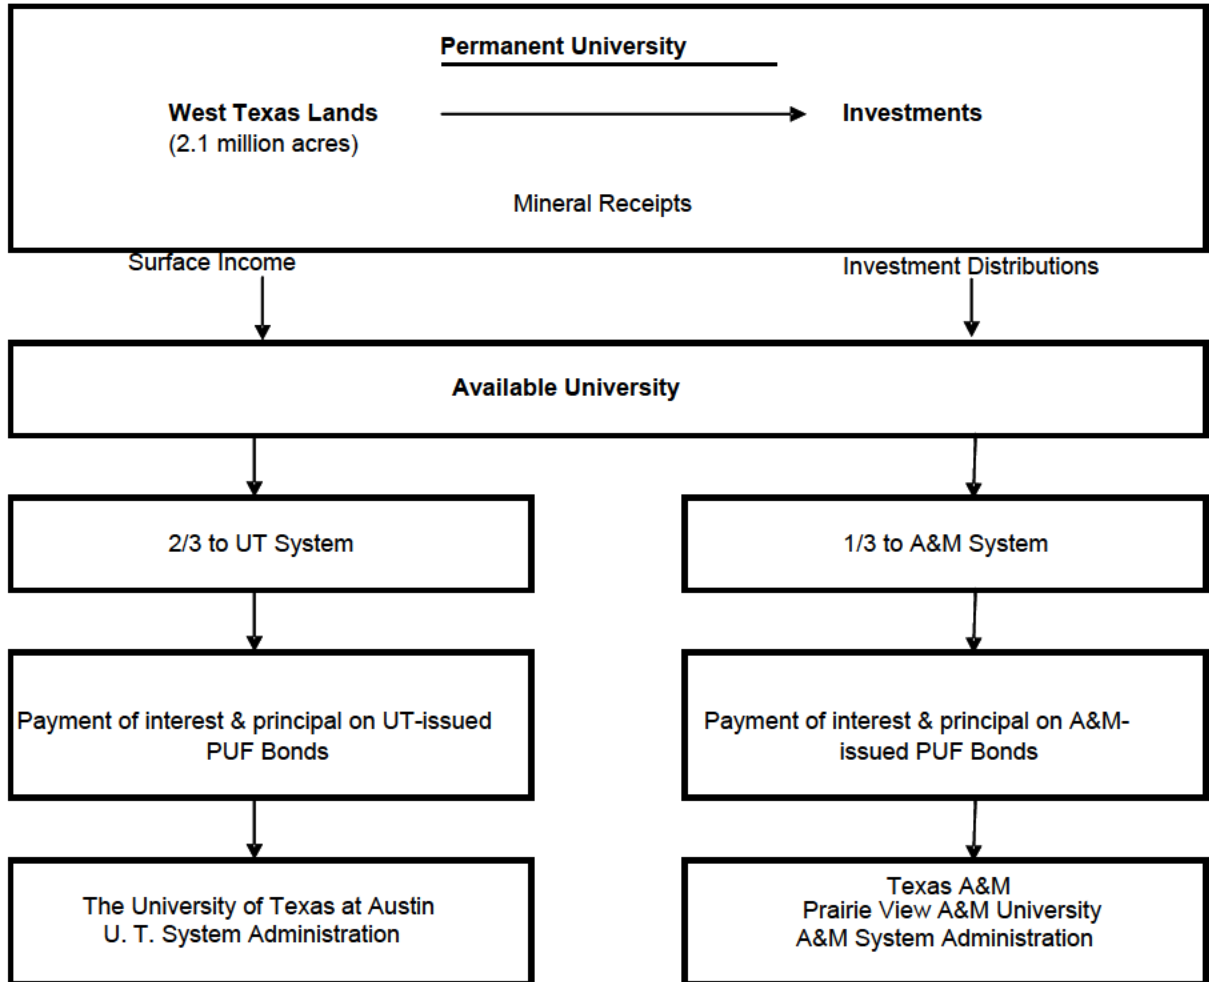 Permanent University
West Texas Lands
(2.1 million acres)
Investments
Mineral Receipts
Surface Income
Investment Distributions
Available University
2/3 to UT System
1/3 to A&M System
Payment of interest & principal on UT-issued
PUF Bonds
Payment of interest & principal on A&M-
issued PUF Bonds
The University of Texas at Austin
U. T. System Administration
Texas A&M
Prairie View A&M University
A&M System Administration